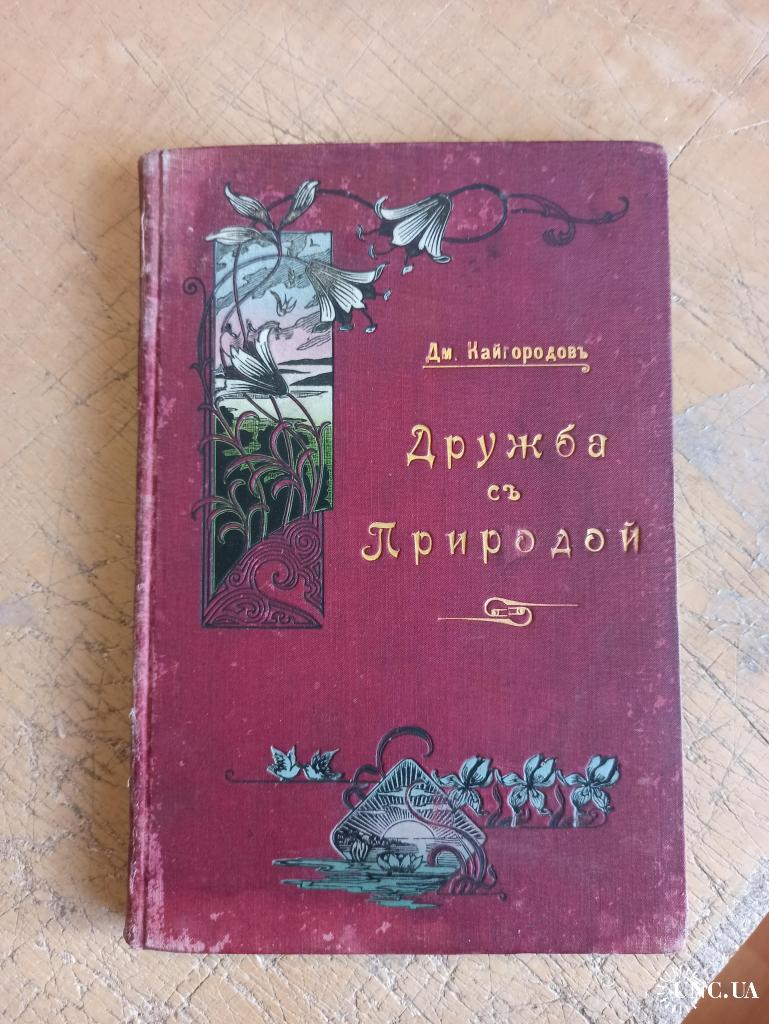 Дм. Кайгородовъ
Дружба
съ
Природой
UNC.UA